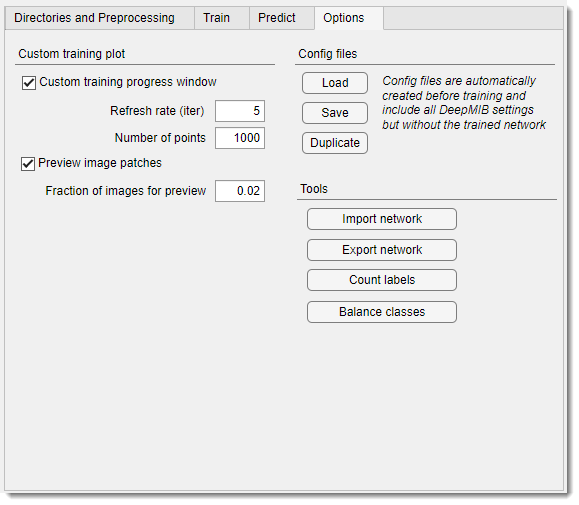 Directories and Preprocessing Train Predict Options
Custom training plot
Custom training progress window
Refresh rate (iter) 5
Number of points 1000
Preview image patches
Fraction of images for preview 0.02
Config files
Load
Save
Duplicate
Config files are automatically
created before training and
include all DeepMIB settings
but without the trained network
Tools
Import network
Export network
Count labels
Balance classes